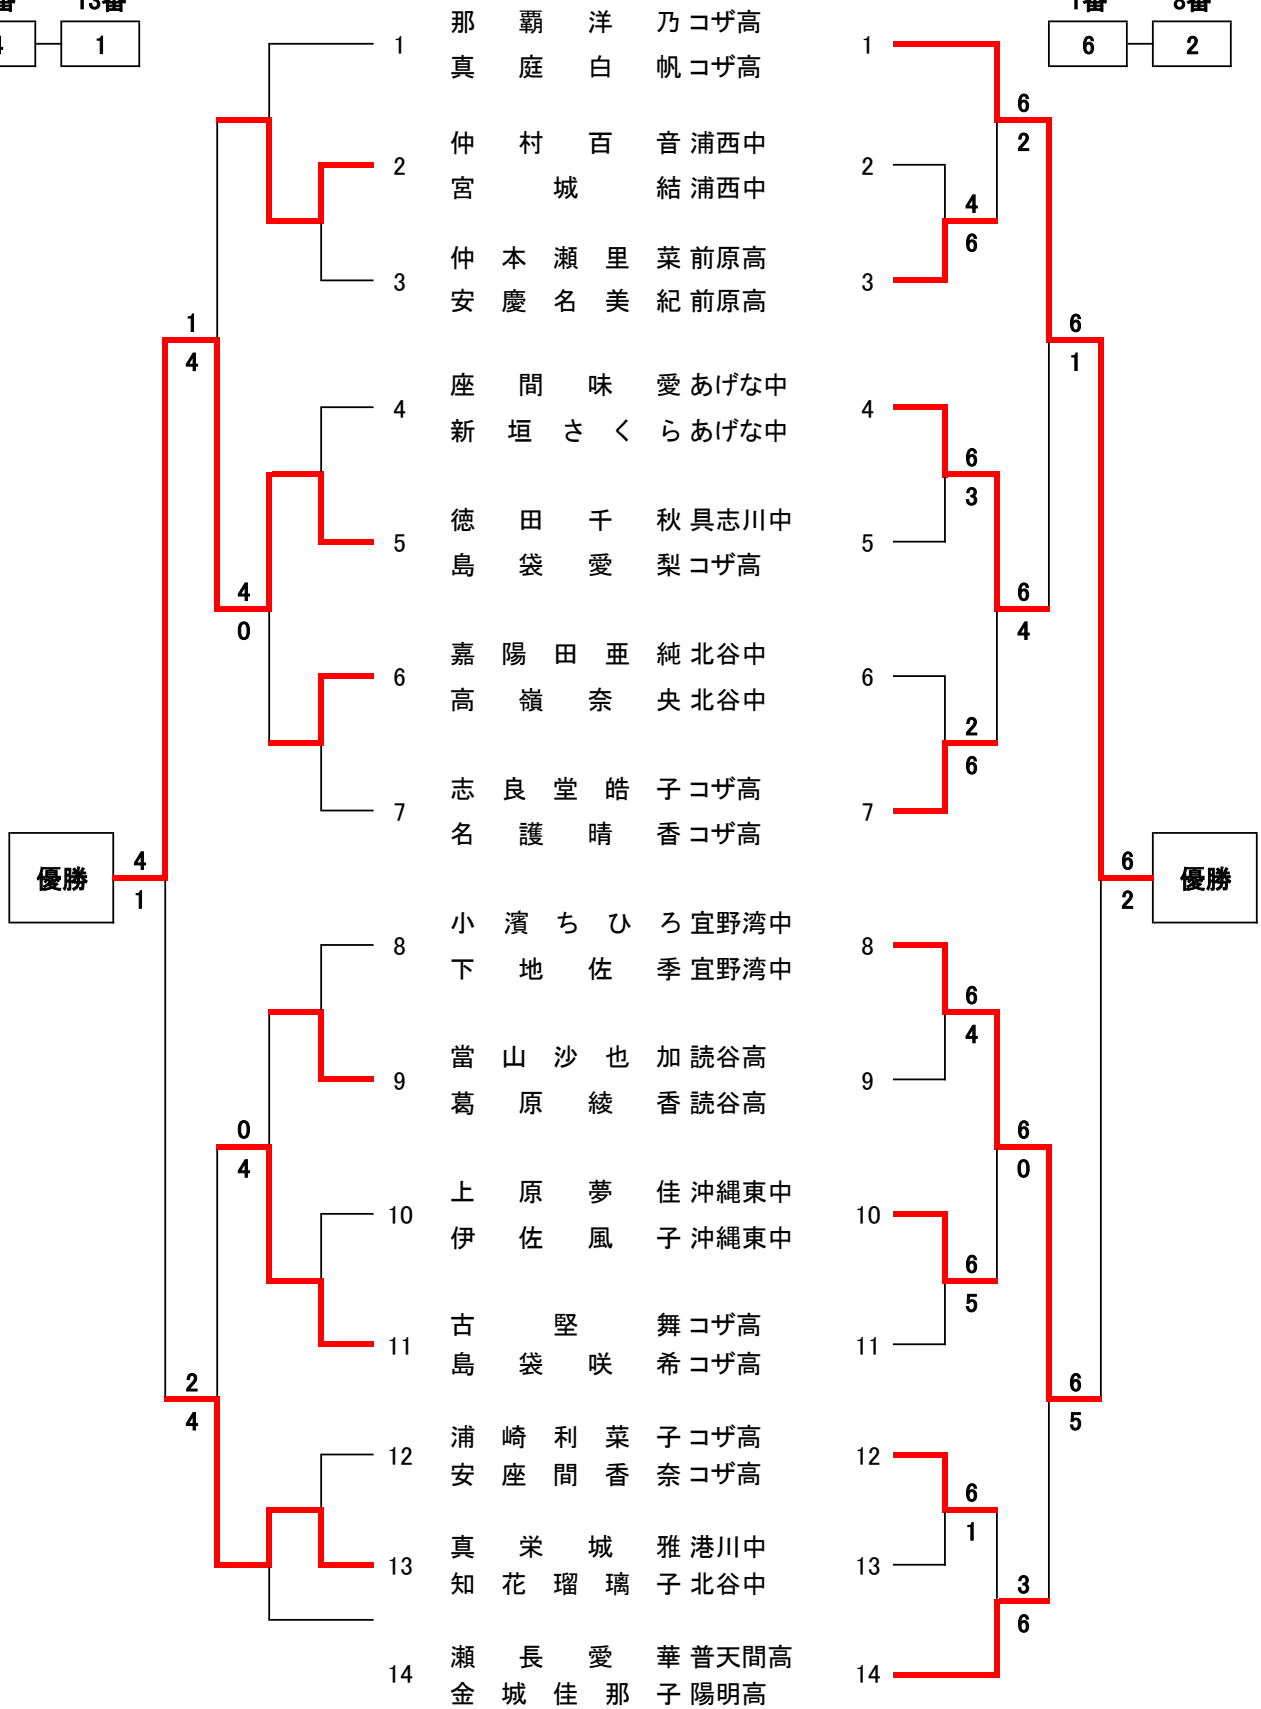 番 13番
4 1
1番 8番
6 2
1 那覇洋乃 コザ高 1
真庭白帆 コザ高
6
2
2 仲村百音 浦西中 2
宮城結 浦西中
4
6
3 仲本瀬里菜 前原高 3
安慶名美紀 前原高
1
4
6
1
4 座間味愛 あげな中 4
新垣さくら あげな中
6
3
5 徳田千秋 具志川中 5
島袋愛梨 コザ高
4
0
6
4
6 嘉陽田亜純 北谷中 6
高嶺奈央 北谷中
2
6
7 志良堂皓子 コザ高 7
名護晴香 コザ高
優勝 4
1
6 優勝
2
8 小濱ちひろ 宜野湾中 8
下地佐季 宜野湾中
6
4
9 當山沙也加 読谷高 9
葛原綾香 読谷高
0
4
6
0
10 上原夢佳 沖縄東中 10
伊佐風子 沖縄東中
6
5
11 古堅舞 コザ高 11
島袋咲希 コザ高
2
4
6
5
12 浦崎利菜子 コザ高 12
安座間香奈 コザ高
6
1
13 真栄城雅 港川中 13
知花瑠璃子 北谷中
3
6
14 瀬長愛華 普天間高 14
金城佳那子 陽明高